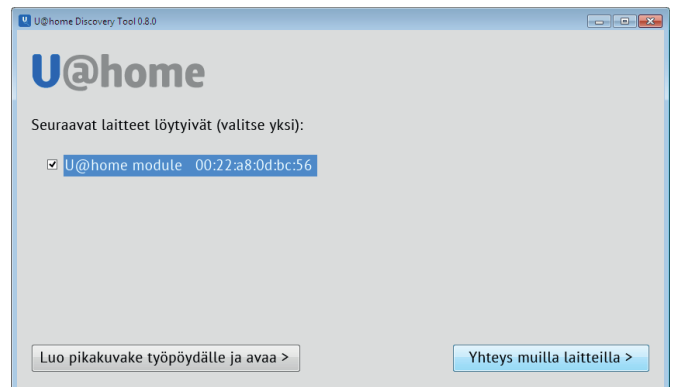 U@home Discovery Tool 0.8.0
U@home
Seuraavat laitteet löytyivät (valitse yksi):
U@home module 00:22:a8:0d:bc:56
Luo pikakuvake työpöydälle ja avaa >
Yhteys muilla laitteilla >